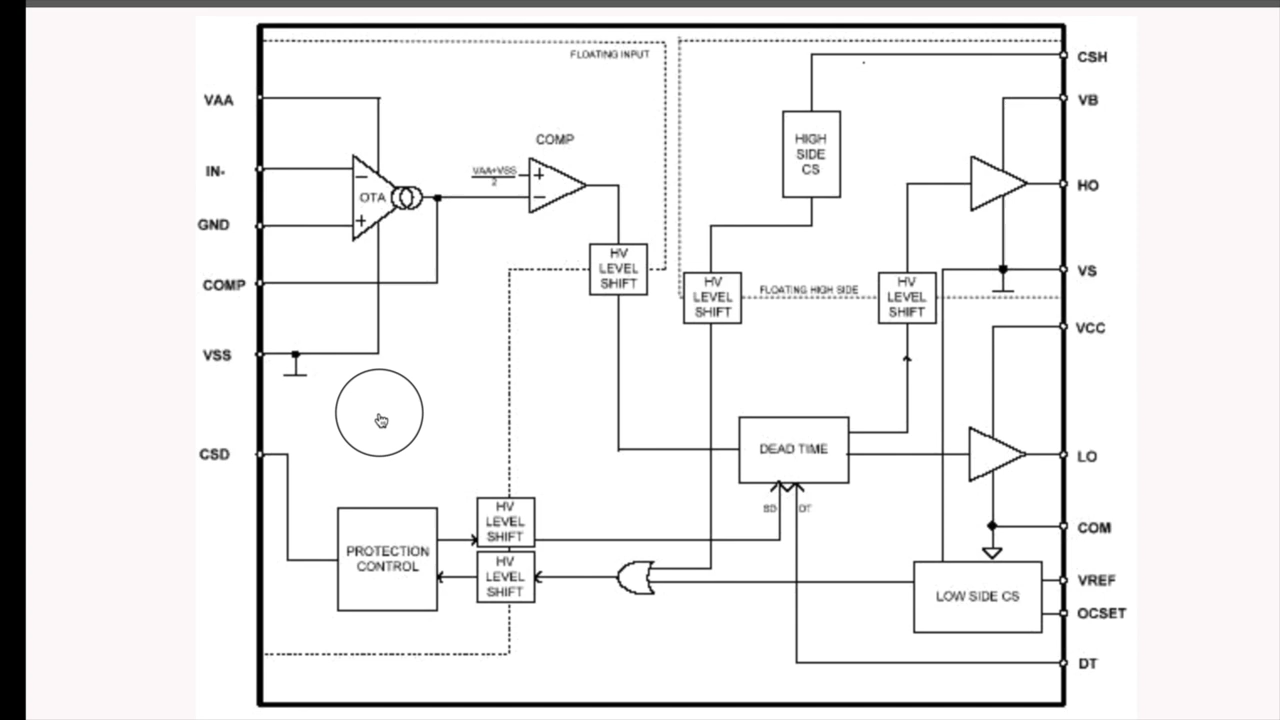 FLOATING INPUT
CSH
VAA
VB
COMP
HIGH
SIDE
CS
IN-
VAA+VSS
2
+
−
−
OTA
+
HO
GND
HV
LEVEL
SHIFT
VS
COMP
HV
LEVEL
SHIFT
FLOATING HIGH SIDE
HV
LEVEL
SHIFT
VCC
VSS
CSD
DEAD TIME
LO
SD
DT
HV
LEVEL
SHIFT
COM
PROTECTION
CONTROL
HV
LEVEL
SHIFT
LOW SIDE CS
VREF
OCSET
DT